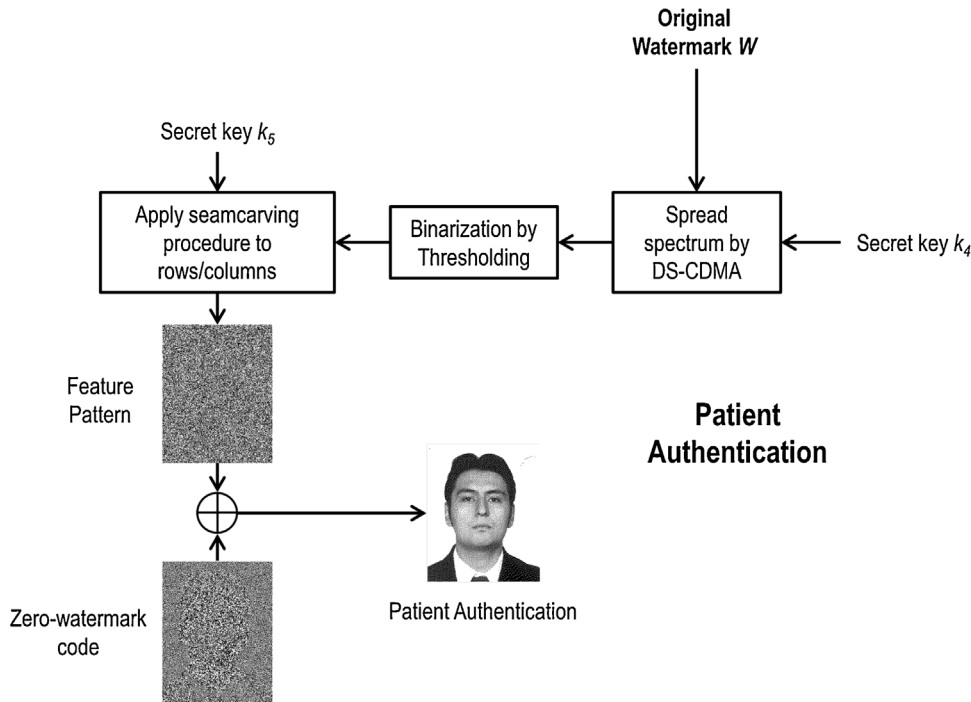 Original
Watermark W
Secret key k5
Apply seamcarving
procedure to
rows/columns
Binarization by
Thresholding
Spread
spectrum by
DS-CDMA
Secret key k4
Feature
Pattern
Patient
Authentication
Patient Authentication
Zero-watermark
code